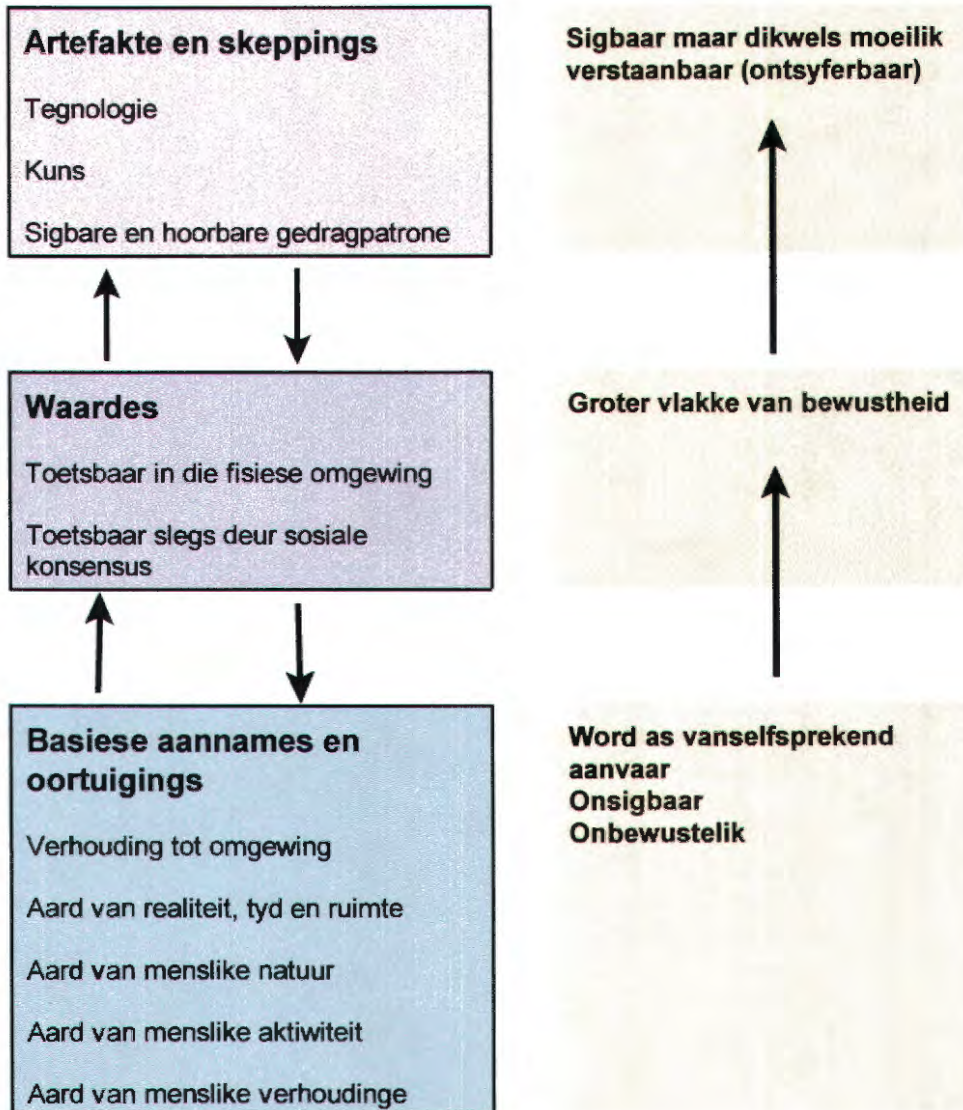 Artefakte en skeppings
Tegnologie
Kuns
Sigbare en hoorbare gedragpatrone
Sigbaar maar dikwels moeilik
verstaanbaar (ontsyferbaar)
Waardes
Toetsbaar in die fisiese omgewing
Toetsbaar slegs deur sosiale
konsensus
Groter vlakke van bewustheid
Basiese aannames en
oortuigings
Verhouding tot omgewing
Aard van realiteit, tyd en ruimte
Aard van menslike natuur
Aard van menslike aktiwiteit
Aard van menslike verhoudinge
Word as vanselfsprekend
aanvaar
Onsigbaar
Onbewustelik